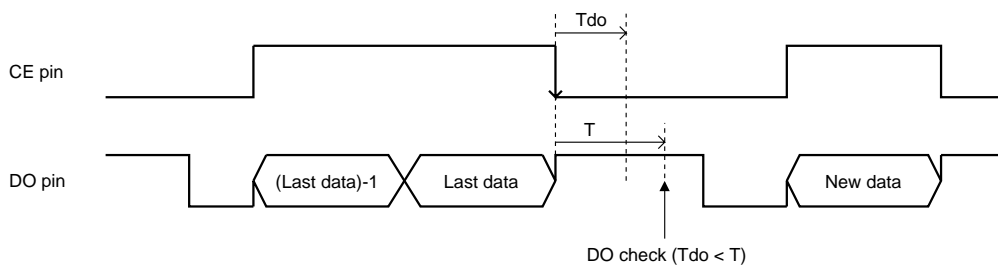 Tdo
CE pin
T
DO pin
(Last data)-1
Last data
New data
DO check (Tdo < T)